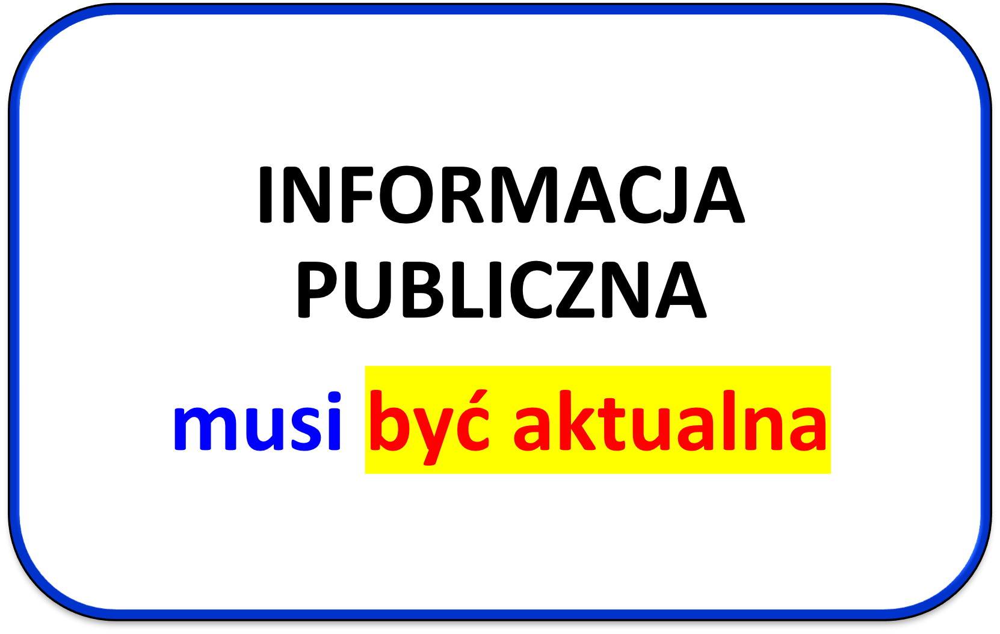 INFORMACJA
PUBLICZNA
musi być aktualna